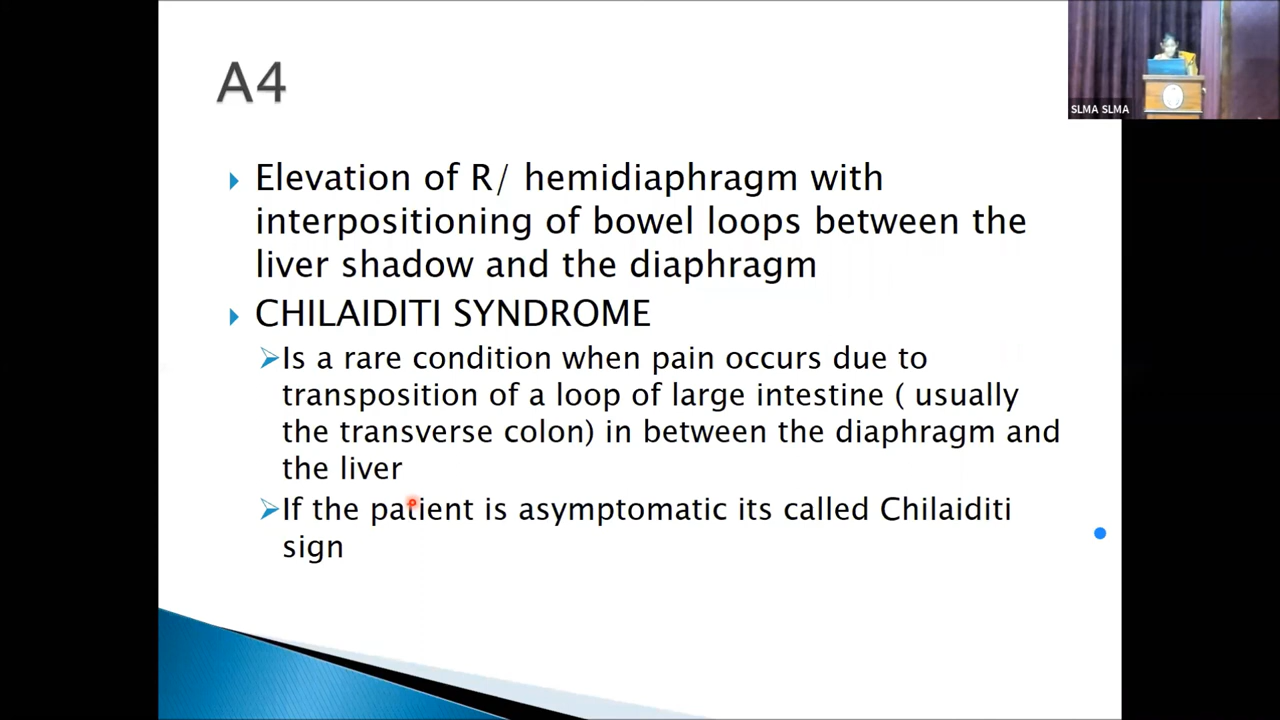 A4
SLMA SLMA
Elevation of R/ hemidiaphragm with
interpositioning of bowel loops between the
liver shadow and the diaphragm
CHILAIDITI SYNDROME
Is a rare condition when pain occurs due to
transposition of a loop of large intestine ( usually
the transverse colon) in between the diaphragm and
the liver
If the patient is asymptomatic its called Chilaiditi
sign